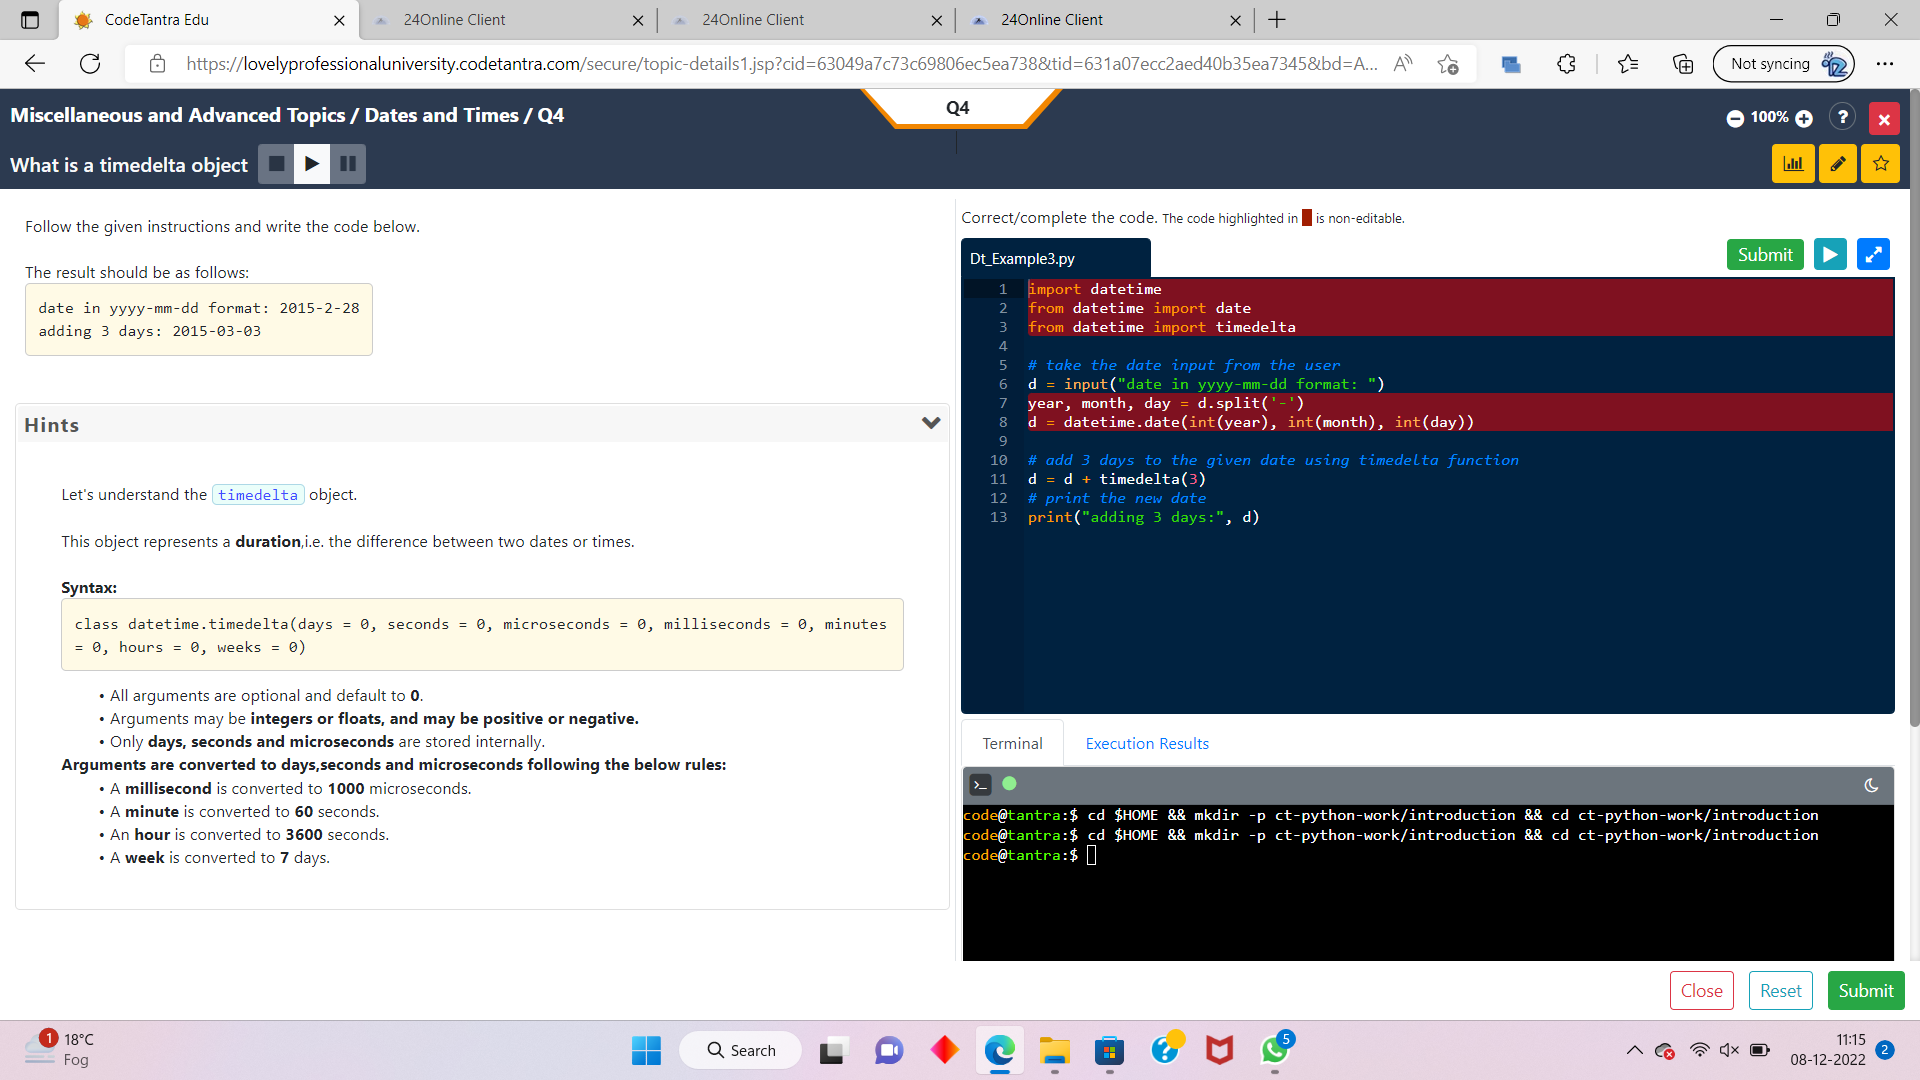 CodeTantra Edu
24Online Client
24Online Client
24Online Client
https://lovelyprofessionaluniversity.codetantra.com/secure/topic-details1.jsp?cid=63049a7c73c69806ec5ea738&tid=631a07ecc2aed40b35ea7345&bd=A...
Not syncing
Miscellaneous and Advanced Topics / Dates and Times / Q4
Q4
100%
?
What is a timedelta object
Follow the given instructions and write the code below.
The result should be as follows:
date in yyyy-mm-dd format: 2015-2-28
adding 3 days: 2015-03-03
Hints
Let's understand the timedelta object.
This object represents a duration,i.e. the difference between two dates or times.
Syntax:
class datetime.timedelta(days = 0, seconds = 0, microseconds = 0, milliseconds = 0, minutes
= 0, hours = 0, weeks = 0)
• All arguments are optional and default to 0.
• Arguments may be integers or floats, and may be positive or negative.
• Only days, seconds and microseconds are stored internally.
Arguments are converted to days,seconds and microseconds following the below rules:
• A millisecond is converted to 1000 microseconds.
• A minute is converted to 60 seconds.
• An hour is converted to 3600 seconds.
• A week is converted to 7 days.
Correct/complete the code. The code highlighted in is non-editable.
Dt_Example3.py
Submit
1 import datetime
2 from datetime import date
3 from datetime import timedelta
4
5 # take the date input from the user
6 d = input("date in yyyy-mm-dd format: ")
7 year, month, day = d.split('-')
8 d = datetime.date(int(year), int(month), int(day))
9
10 # add 3 days to the given date using timedelta function
11 d = d + timedelta(3)
12 # print the new date
13 print("adding 3 days:", d)
Terminal
Execution Results
code@tantra:$ cd $HOME && mkdir -p ct-python-work/introduction && cd ct-python-work/introduction
code@tantra:$ cd $HOME && mkdir -p ct-python-work/introduction && cd ct-python-work/introduction
code@tantra:$
Close
Reset
Submit
1
18°C
Fog
Search
5
11:15
08-12-2022
2